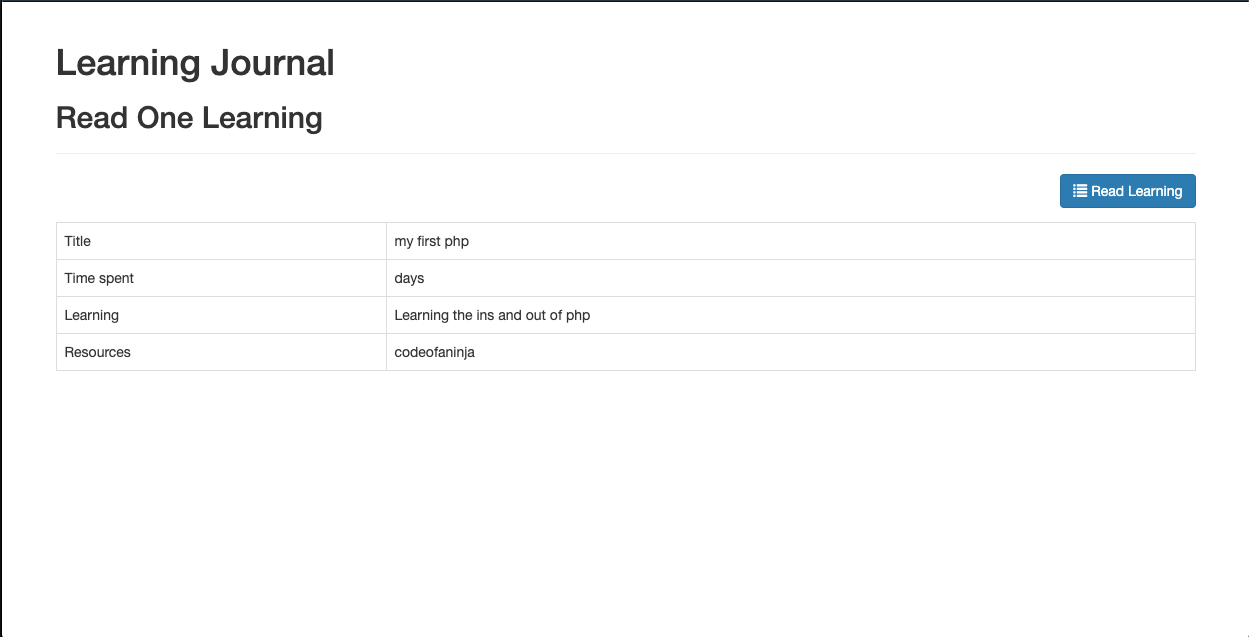 Learning Journal
Read One Learning
Read Learning
Title my first php
Time spent days
Learning Learning the ins and out of php
Resources codeofaninja